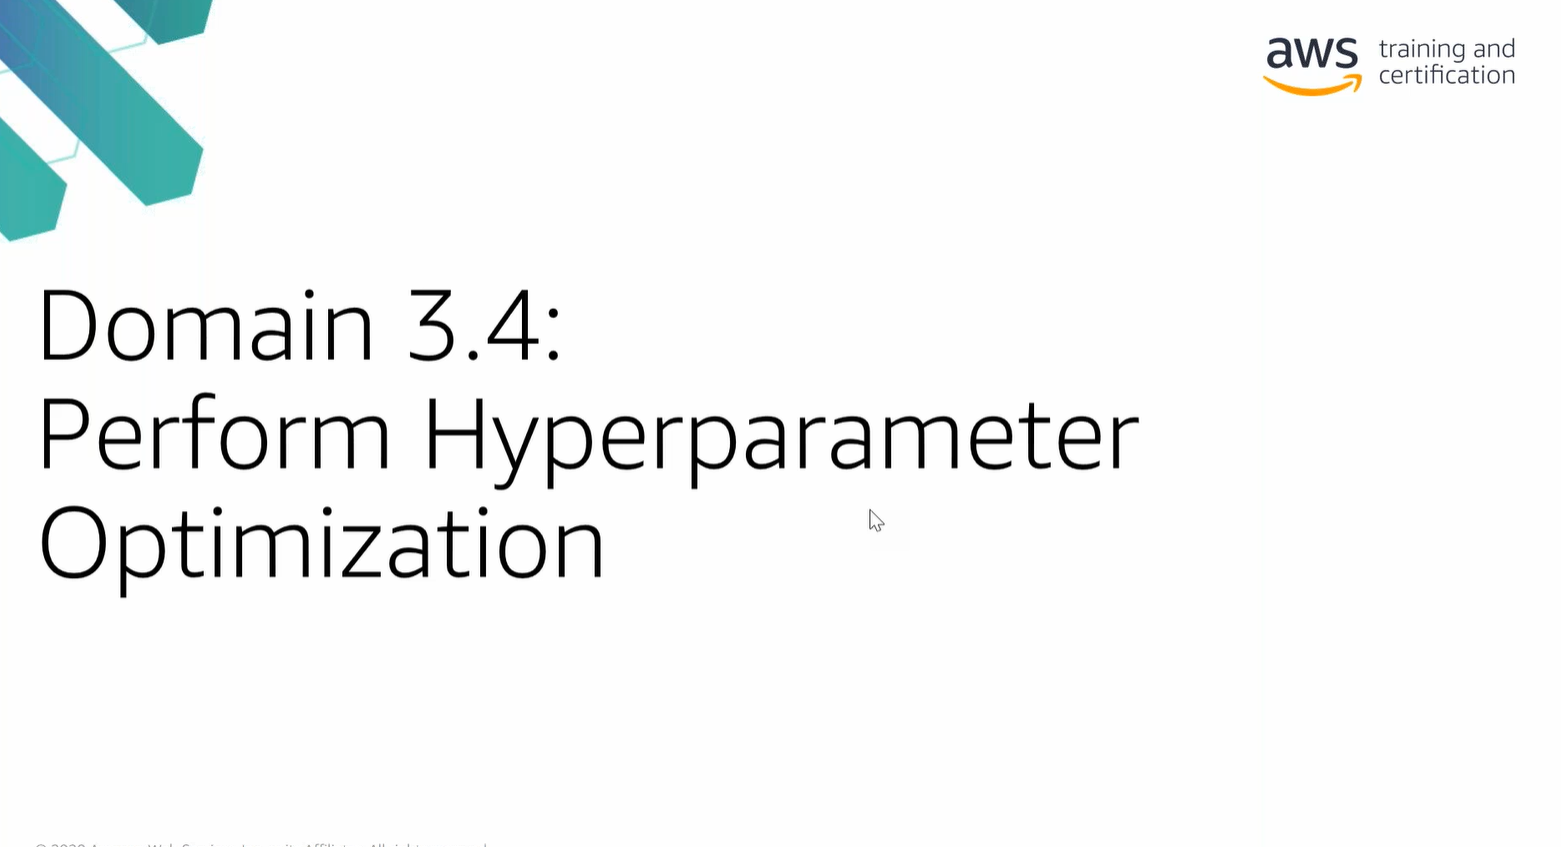 aws training and
certification
Domain 3.4:
Perform Hyperparameter
Optimization